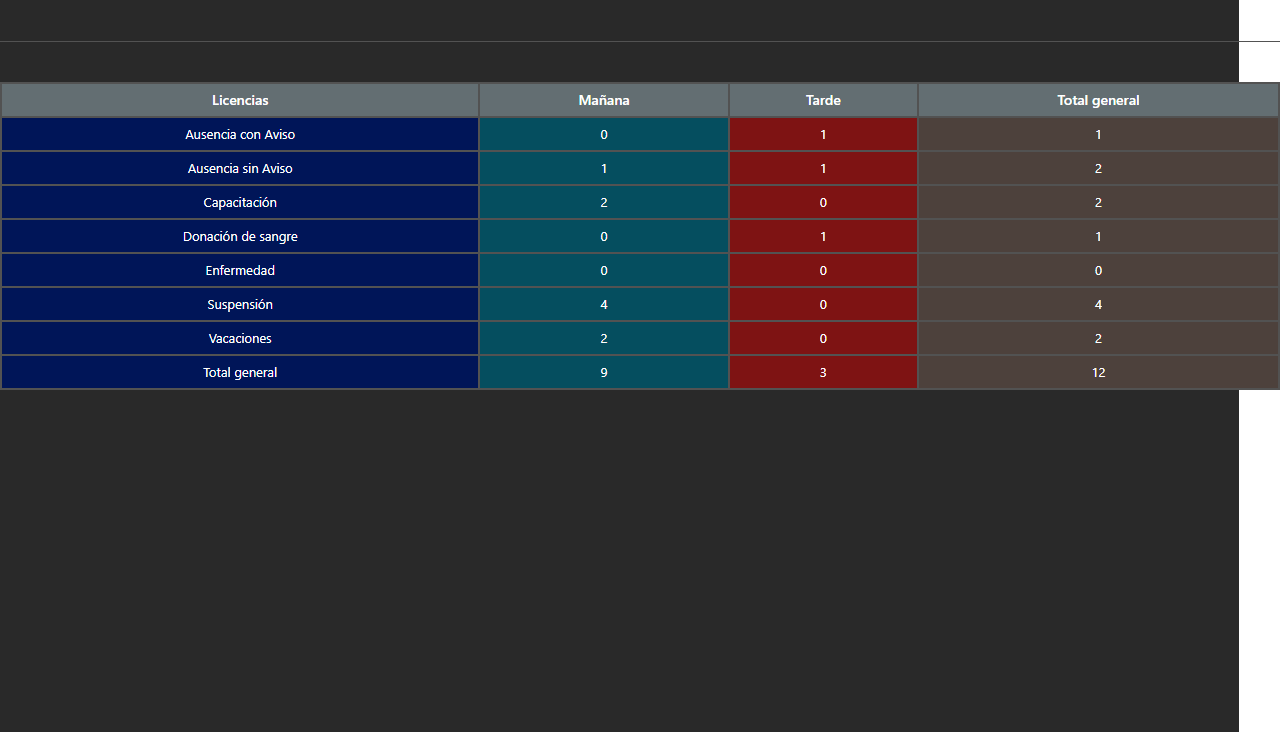 Licencias Mañana Tarde Total general
Ausencia con Aviso 0 1 1
Ausencia sin Aviso 1 1 2
Capacitación 2 0 2
Donación de sangre 0 1 1
Enfermedad 0 0 0
Suspensión 4 0 4
Vacaciones 2 0 2
Total general 9 3 12